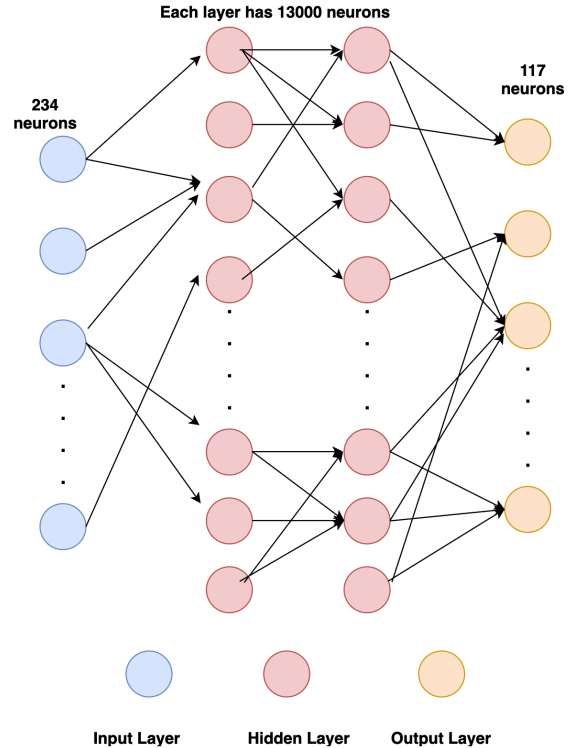 Each layer has 13000 neurons
234
neurons
117
neurons
Input Layer
Hidden Layer
Output Layer